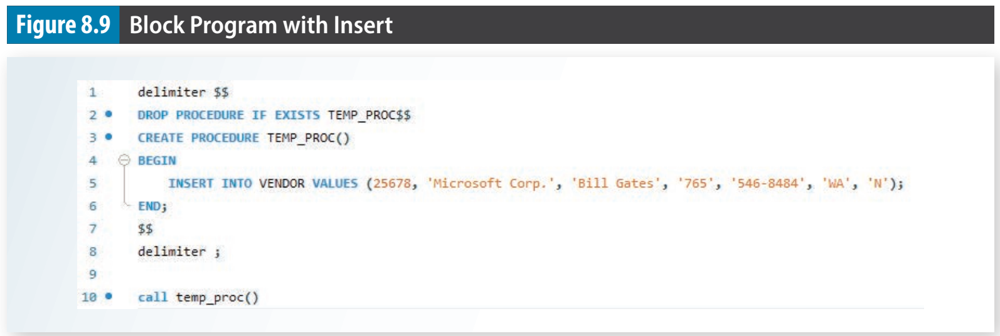 Figure 8.9 Block Program with Insert
1 delimiter $$
2 DROP PROCEDURE IF EXISTS TEMP_PROC$$
3 CREATE PROCEDURE TEMP_PROC()
4 BEGIN
5 INSERT INTO VENDOR VALUES (25678, 'Microsoft Corp.', 'Bill Gates', '765', '546-8484', 'WA', 'N');
6 END;
7 $$
8 delimiter ;
9
10 call temp_proc()